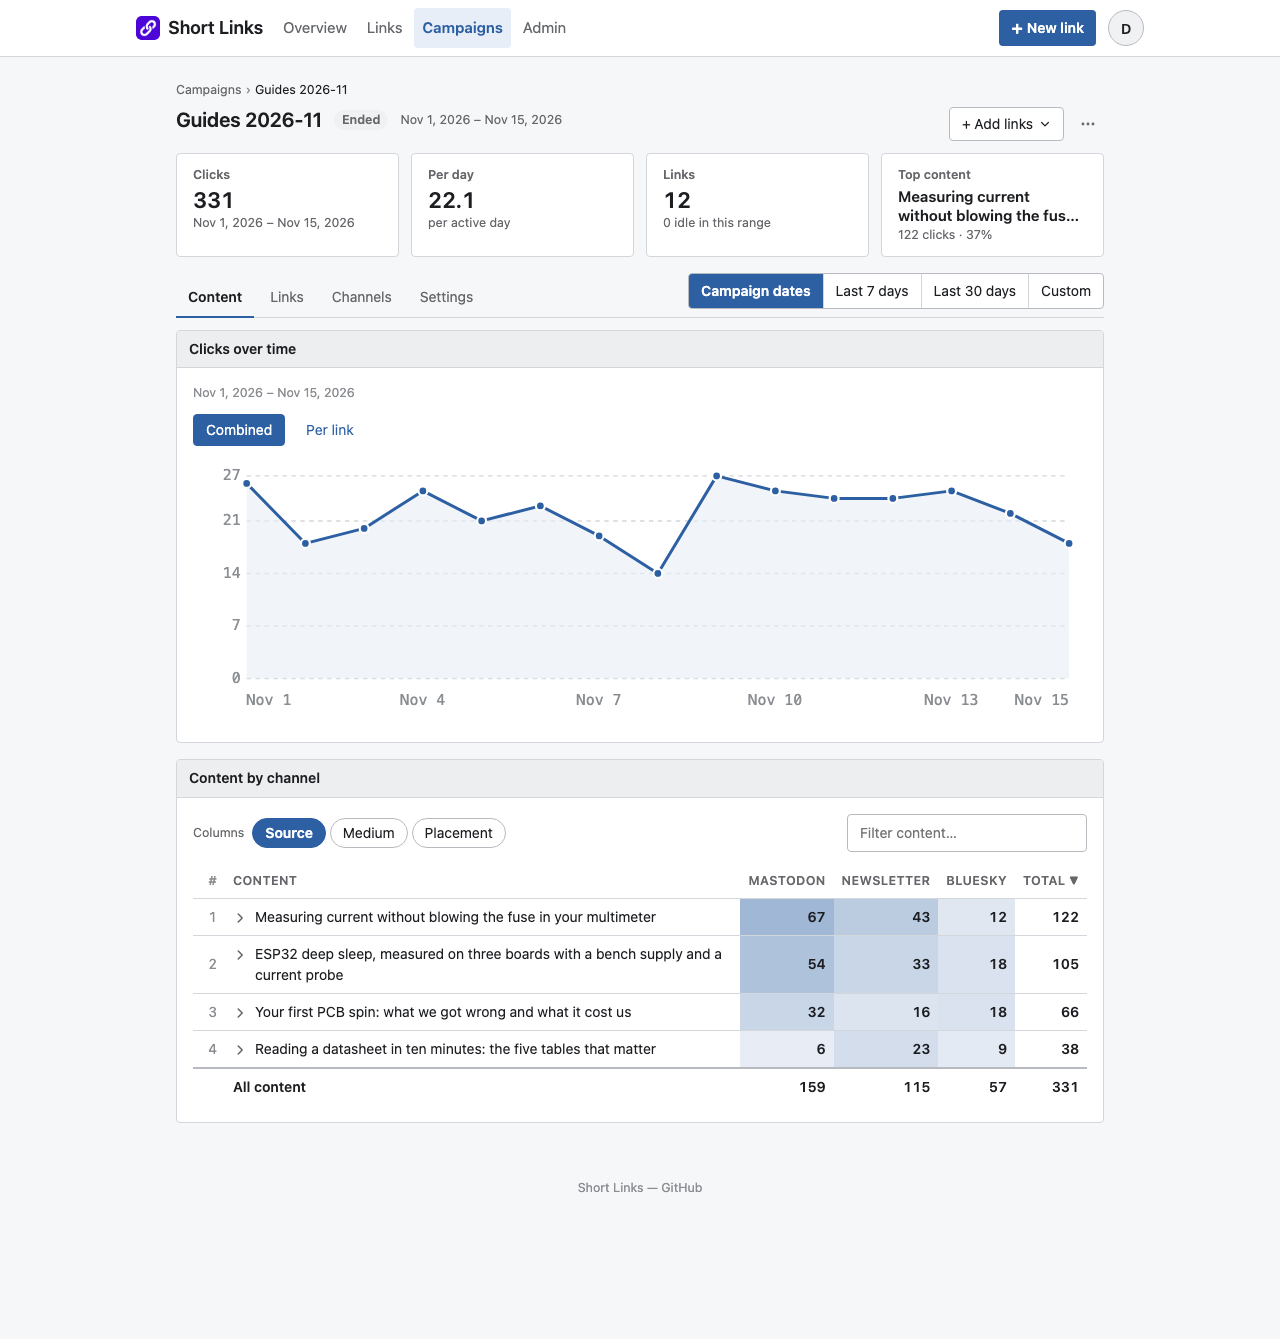 Short Links Overview Links Campaigns Admin + New link D
Campaigns › Guides 2026-11
Guides 2026-11 Ended Nov 1, 2026 – Nov 15, 2026 + Add links
Clicks
331
Nov 1, 2026 – Nov 15, 2026
Per day
22.1
per active day
Links
12
0 idle in this range
Top content
Measuring current
without blowing the fus...
122 clicks · 37%
Content Links Channels Settings
Campaign dates Last 7 days Last 30 days Custom
Clicks over time
Nov 1, 2026 – Nov 15, 2026
Combined Per link
27
21
14
7
0
Nov 1 Nov 4 Nov 7 Nov 10 Nov 13 Nov 15
Content by channel
Columns Source Medium Placement Filter content...
# CONTENT MASTODON NEWSLETTER BLUESKY TOTAL ▼
1 Measuring current without blowing the fuse in your multimeter 67 43 12 122
2 ESP32 deep sleep, measured on three boards with a bench supply and a
current probe 54 33 18 105
3 Your first PCB spin: what we got wrong and what it cost us 32 16 18 66
4 Reading a datasheet in ten minutes: the five tables that matter 6 23 9 38
All content 159 115 57 331
Short Links — GitHub